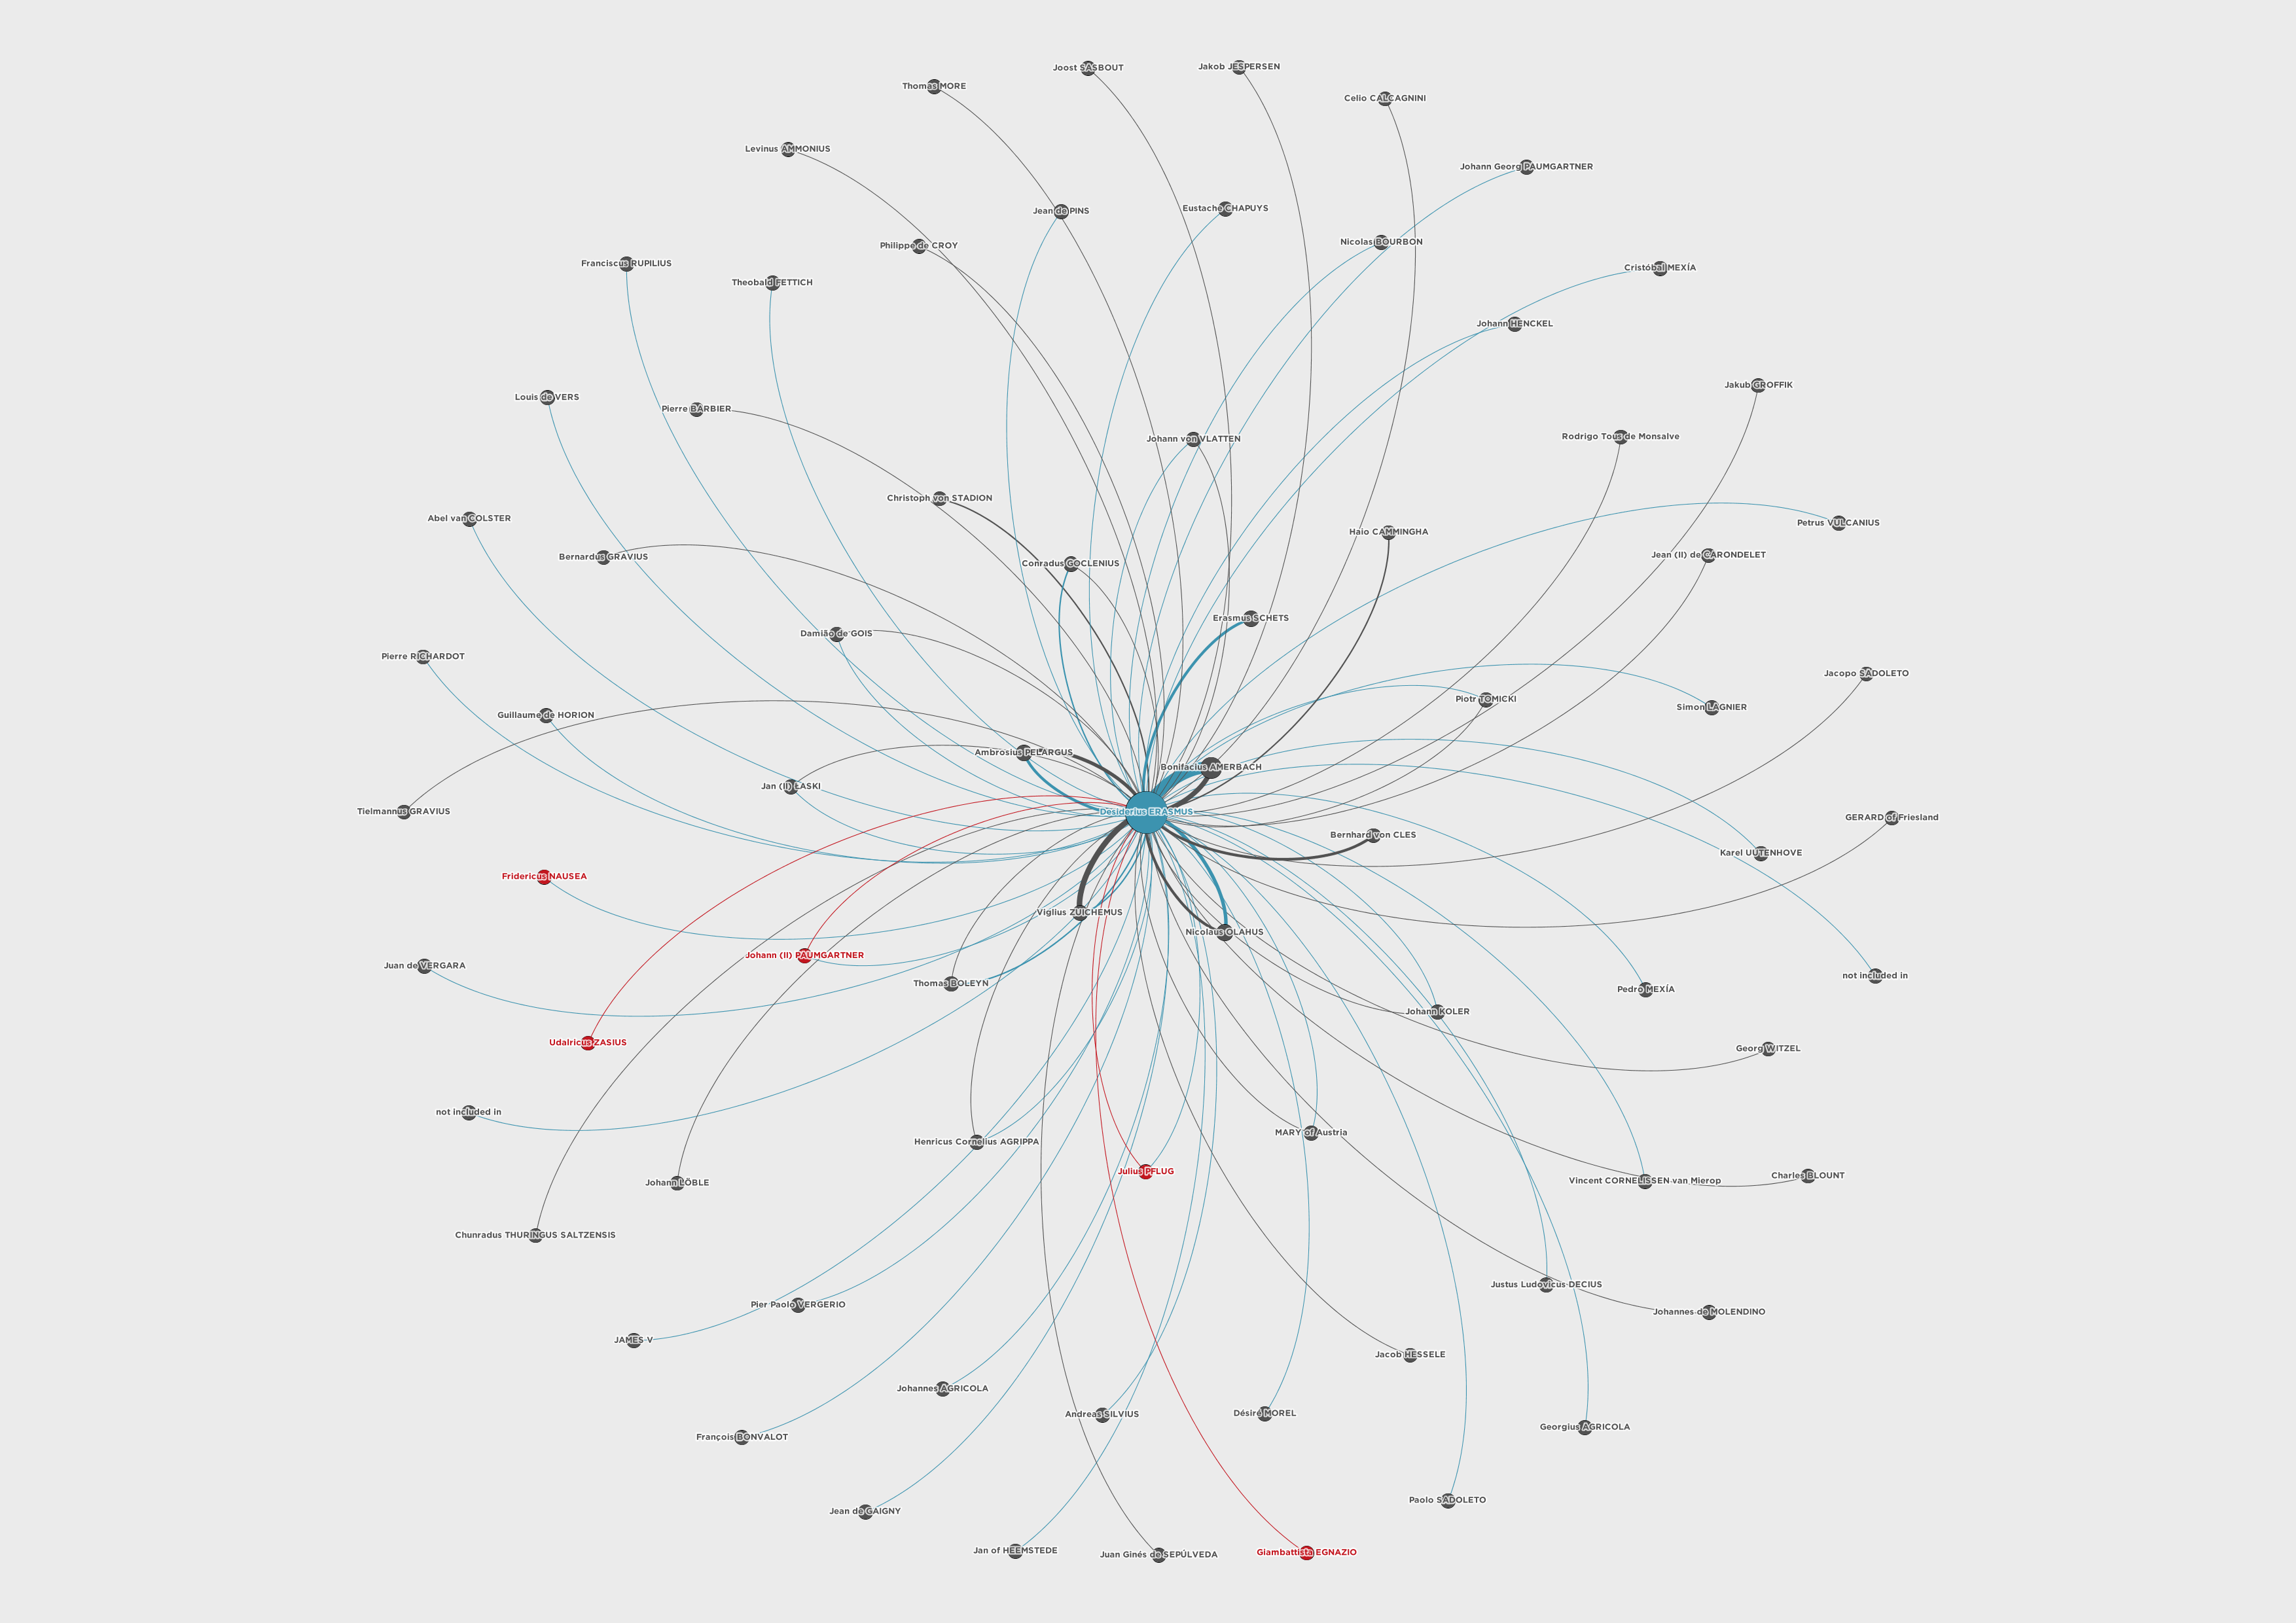 Jakob JESPERSEN
Joost SASBOUT
Thomas MORE
Celio CALCAGNINI
Levinus AMMONIUS
Johann Georg PAUMGARTNER
Eustache CHAPUYS
Jean de PINS
Nicolas BOURBON
Philippe de CROY
Franciscus RUPILIUS
Cristóbal MEXÍA
Theobald FETTICH
Johann HENCKEL
Jakub GROFFIK
Louis de VERS
Pierre BARBIER
Rodrigo Tous de Monsalve
Johann von VLATTEN
Christoph von STADION
Abel van COLSTER
Petrus VULCANIUS
Haio CAMMINGHA
Jean (II) de CARONDELET
Bernardus GRAVIUS
Conradus GOCLENIUS
Erasmus SCHETS
Damião de GOIS
Pierre RICHARDOT
Jacopo SADOLETO
Piotr TOMICKI
Simon LAGNIER
Guillaume de HORION
Ambrosius PELARGUS
Bonifacius AMERBACH
Jan (II) ŁASKI
Tielmannus GRAVIUS
Desiderius ERASMUS
GERARD of Friesland
Bernhard von CLES
Karel UUTENHOVE
Fridericus NAUSEA
Viglius ZUICHEMUS
Nicolaus OLAHUS
Johann (II) PAUMGARTNER
Juan de VERGARA
not included in
Thomas BOLEYN
Pedro MEXÍA
Johann KOLER
Udalricus ZASIUS
Georg WITZEL
not included in
MARY of Austria
Henricus Cornelius AGRIPPA
Julius PFLUG
Charles BLOUNT
Vincent CORNELISSEN van Mierop
Johann LÖBLE
Chunradus THURINGUS SALTZENSIS
Justus Ludovicus DECIUS
Pier Paolo VERGERIO
Johannes de MOLENDINO
JAMES V
Jacob HESSELE
Johannes AGRICOLA
Désiré MOREL
Andreas SILVIUS
Georgius AGRICOLA
François BONVALOT
Paolo SADOLETO
Jean de GAIGNY
Jan of HEEMSTEDE
Giambattista EGNAZIO
Juan Ginés de SEPÚLVEDA